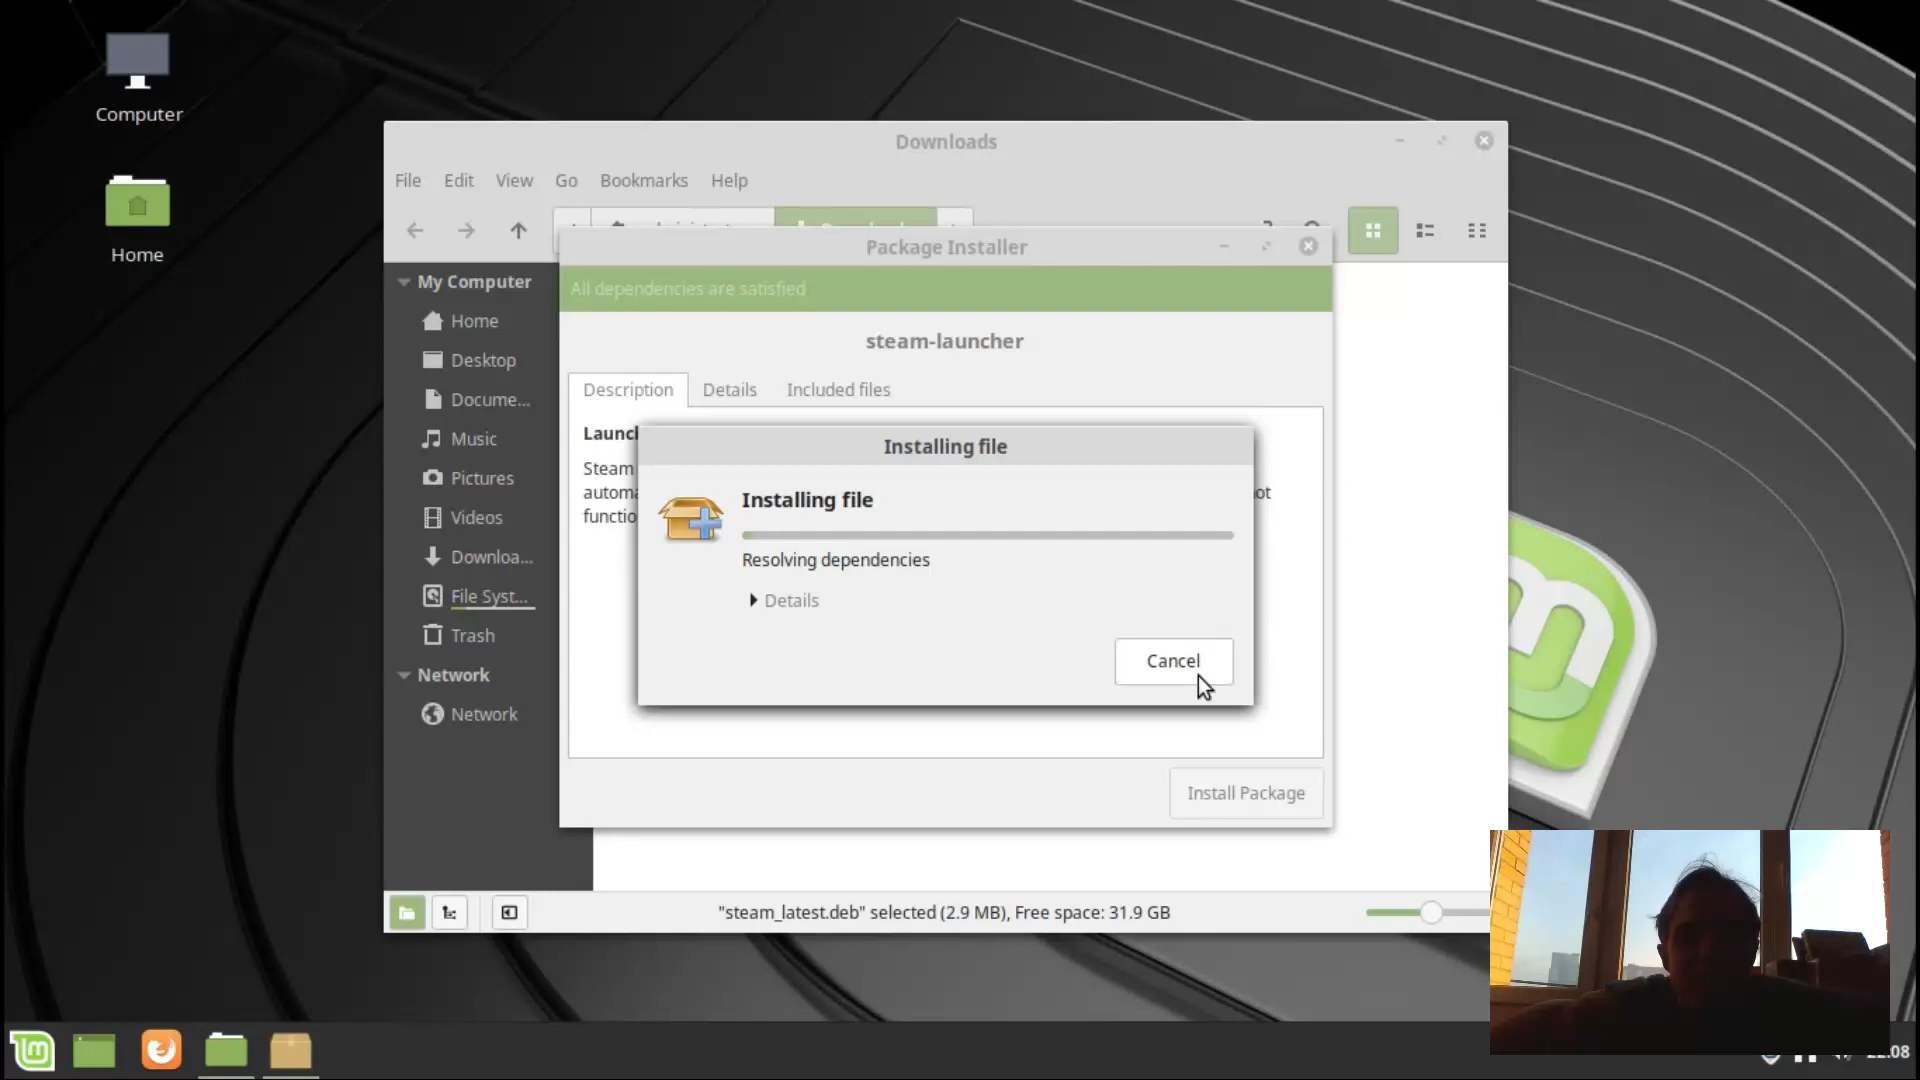 Computer
Home
Downloads
File Edit View Go Bookmarks Help
Package Installer
All dependencies are satisfied
steam-launcher
Description Details Included files
My Computer
Home
Desktop
Docume...
Music
Pictures
Videos
Downloa...
File Syst...
Trash
Network
Network
Steam
Installing file
Installing file
Resolving dependencies
Details
Cancel
Install Package
"steam_latest.deb" selected (2.9 MB), Free space: 31.9 GB